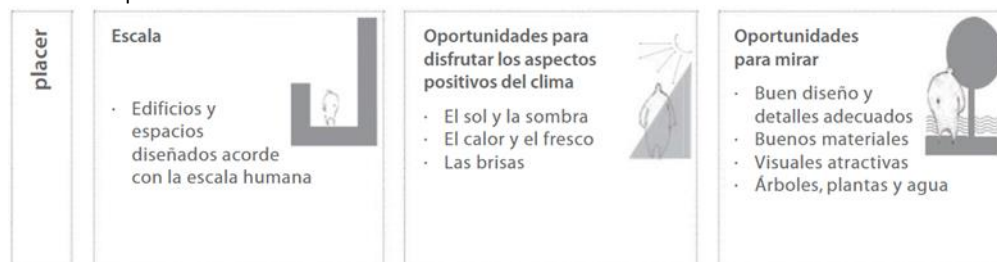 placer
Escala
· Edificios y
espacios
diseñados acorde
con la escala humana
Oportunidades para
disfrutar los aspectos
positivos del clima
· El sol y la sombra
· El calor y el fresco
· Las brisas
Oportunidades
para mirar
· Buen diseño y
detalles adecuados
· Buenos materiales
· Visuales atractivas
· Árboles, plantas y agua